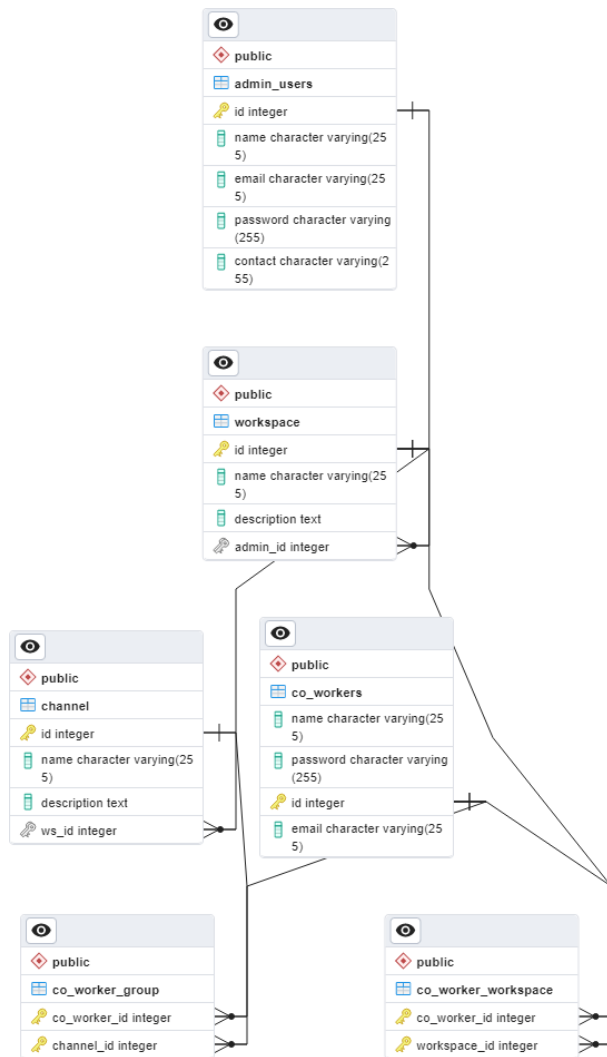 public
admin_users
id integer
name character varying(25
5)
email character varying(25
5)
password character varying
(255)
contact character varying(2
55)
public
workspace
id integer
name character varying(25
5)
description text
admin_id integer
public
channel
id integer
name character varying(25
5)
description text
ws_id integer
public
co_workers
name character varying(25
5)
password character varying
(255)
id integer
email character varying(25
5)
public
co_worker_group
co_worker_id integer
channel_id integer
public
co_worker_workspace
co_worker_id integer
workspace_id integer